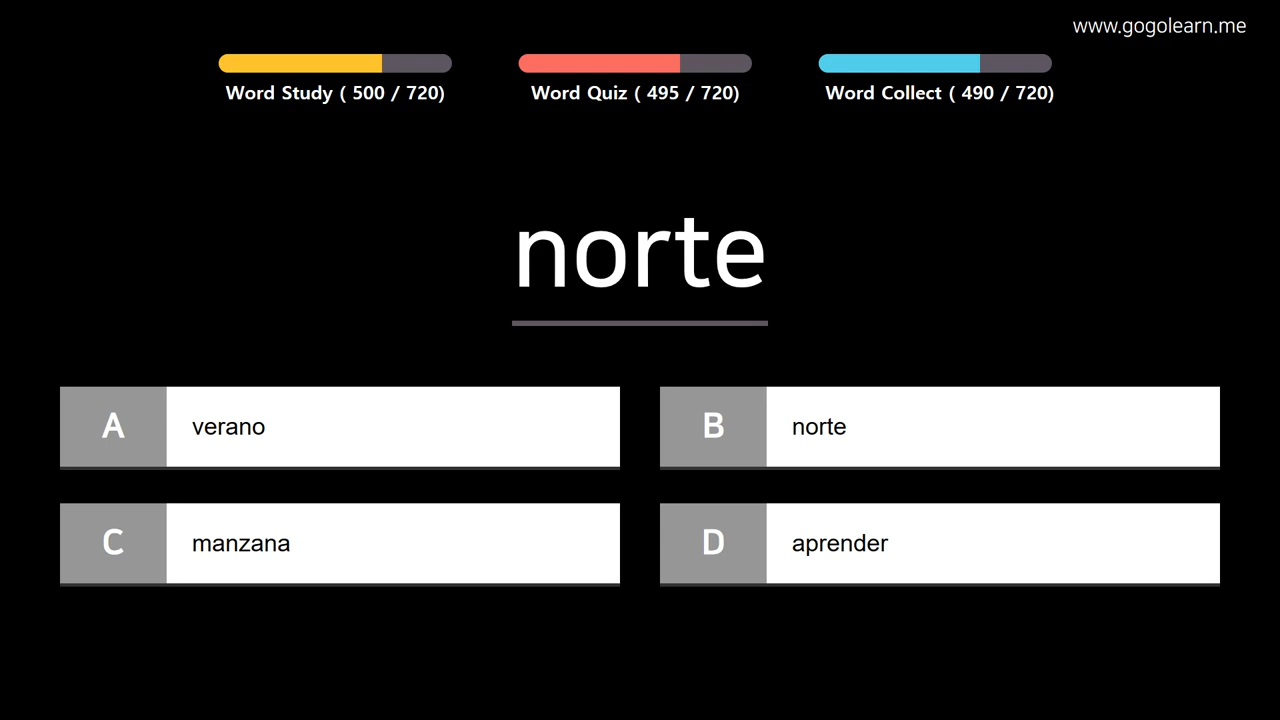 www.gogolearn.me
Word Study ( 500 / 720)
Word Quiz ( 495 / 720)
Word Collect ( 490 / 720)
norte
A
verano
B
norte
C
manzana
D
aprender